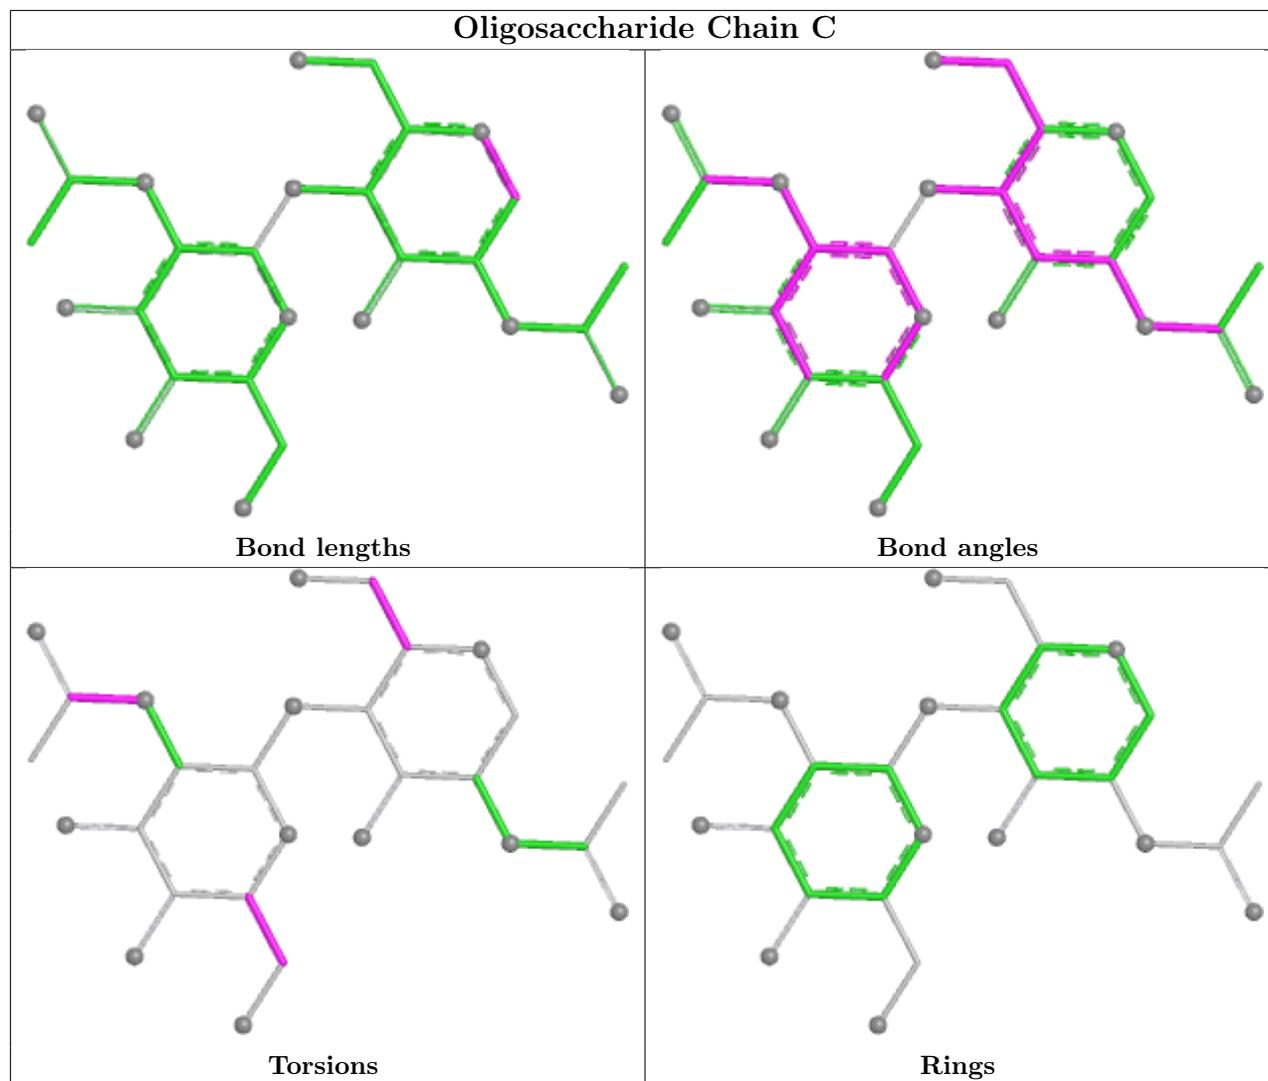 Oligosaccharide Chain C
Bond lengths
Bond angles
Torsions
Rings